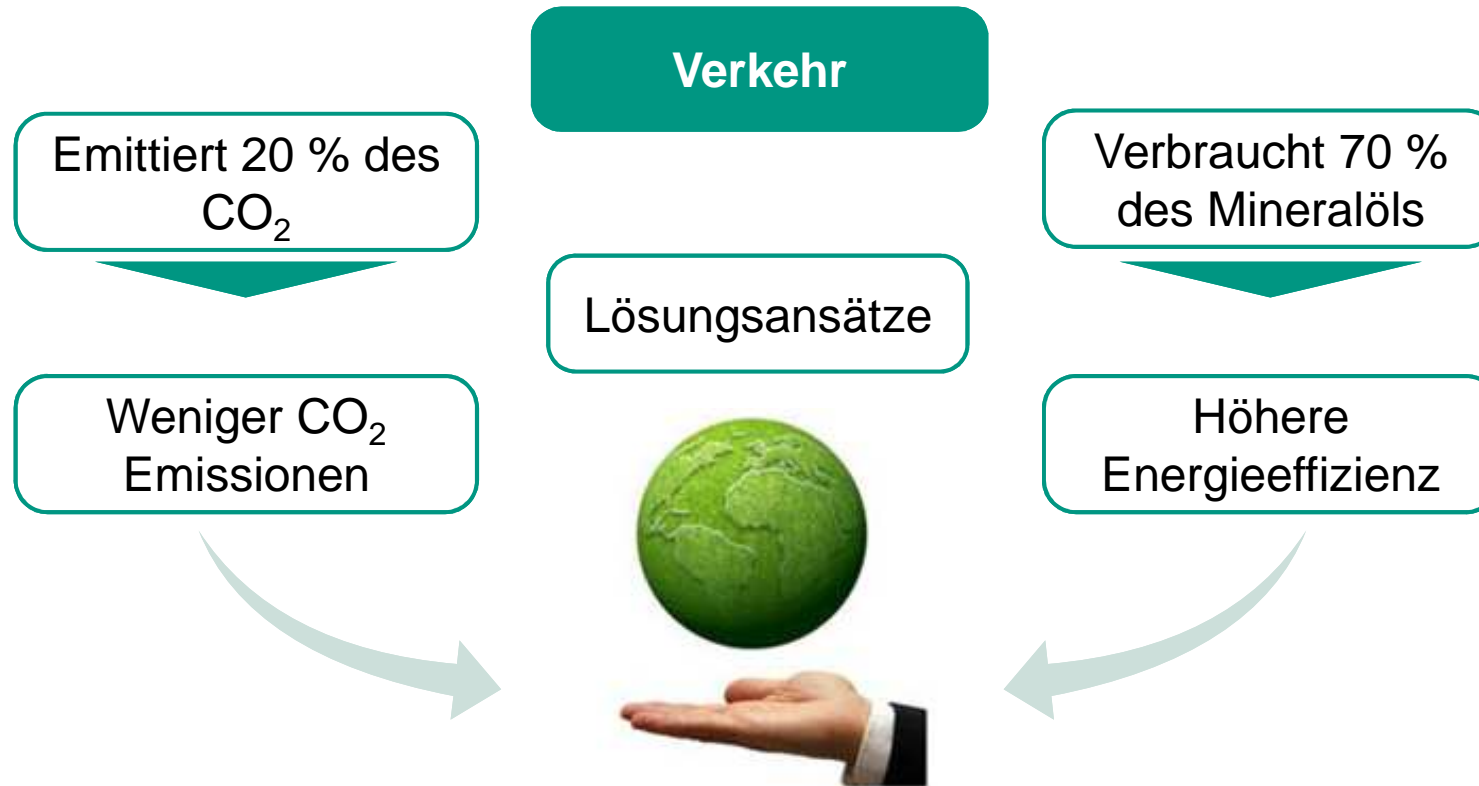 Verkehr
Emittiert 20 % des
CO₂
Verbraucht 70 %
des Mineralöls
Lösungsansätze
Weniger CO₂
Emissionen
Höhere
Energieeffizienz